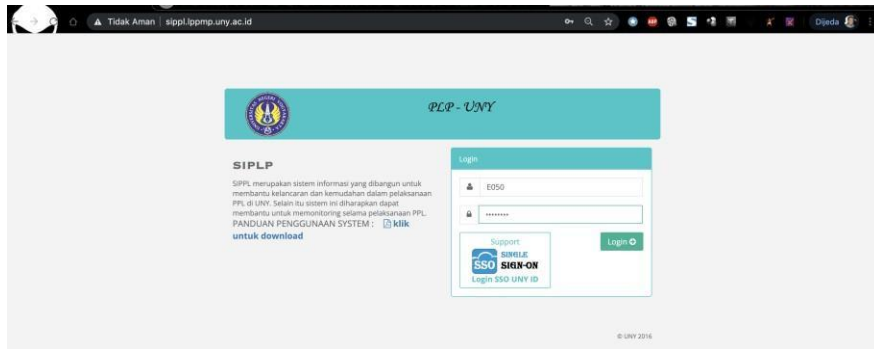 Tidak Aman | sippl.lppmp.uny.ac.id
Dijeda
PLP - UNY
SIPLP
SIPPL merupakan sistem informasi yang dibangun untuk
membantu kelancaran dan kemudahan dalam pelaksanaan
PPL di UNY. Selain itu sistem ini diharapkan dapat
membantu untuk memonitoring selama pelaksanaan PPL.
PANDUAN PENGGUNAAN SYSTEM : klik
untuk download
Login
E050
Login
Support
SSO SINGLE
SIGN-ON
Login SSO UNY ID
© UNY 2016